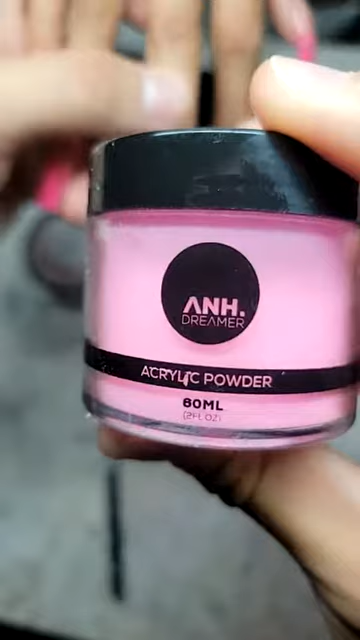 ANH.
DREAMER
ACRYLIC POWDER
60ML
(2FL OZ)